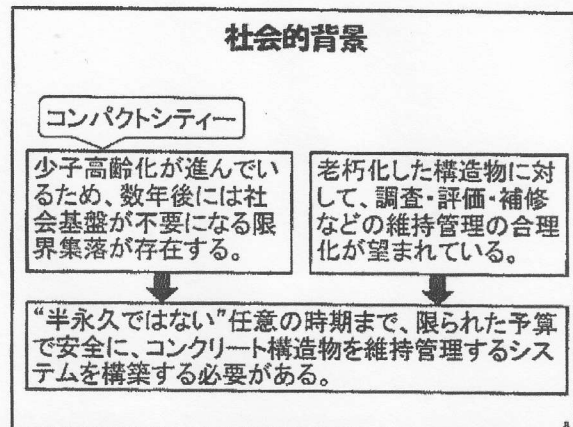 社会的背景
コンパクトシティー
少子高齢化が進んでい
るため、数年後には社
会基盤が不要になる限
界集落が存在する。
老朽化した構造物に対
して、調査・評価・補修
などの維持管理の合理
化が望まれている。
“半永久ではない”任意の時期まで、限られた予算
で安全に、コンクリート構造物を維持管理するシス
テムを構築する必要がある。